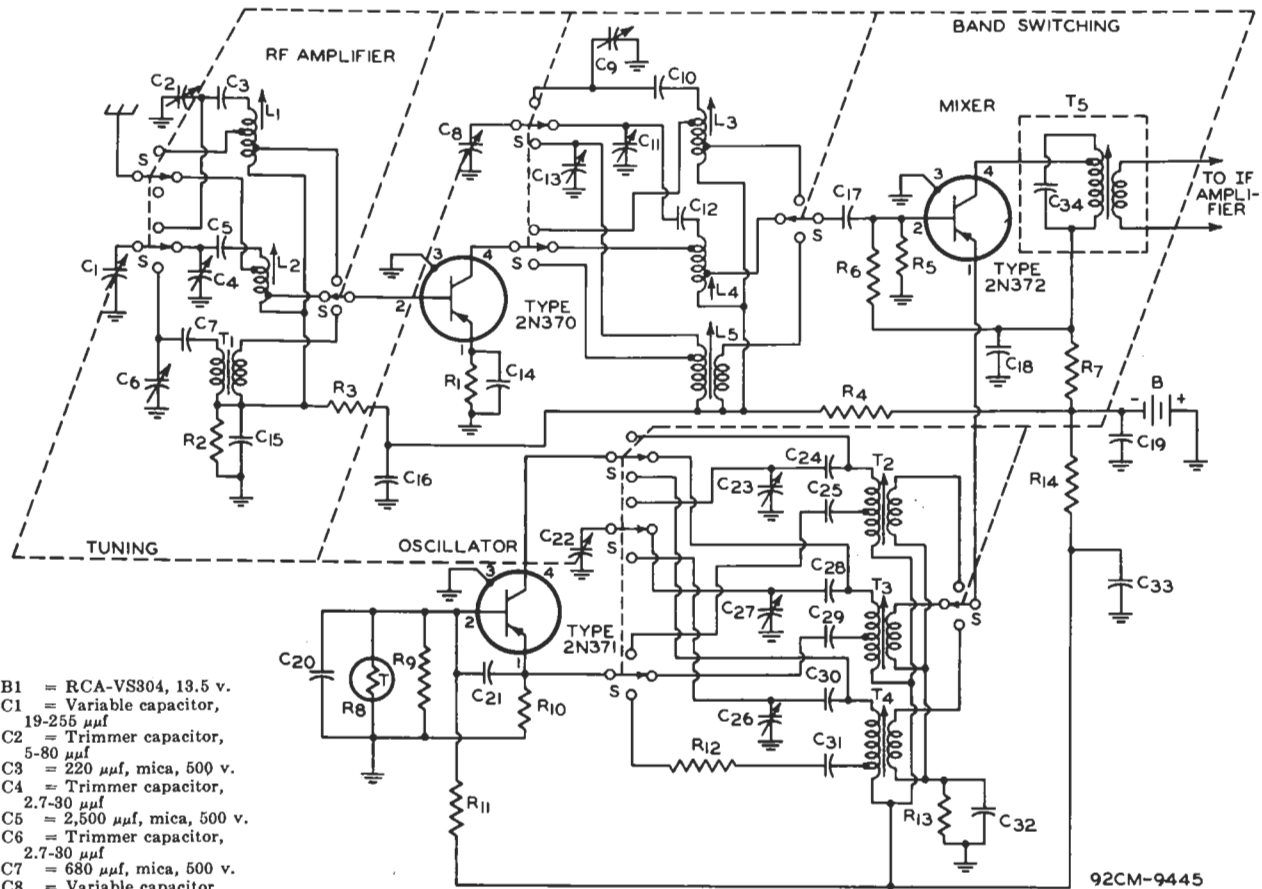 RF AMPLIFIER
BAND SWITCHING
MIXER
T5
C2
C3
L1
S
C9
C10
L3
C8
S
C11
C13
3
4
C34
TO IF
AMPLI-
FIER
S
C5
C12
S
C17
2
C1
C4
L2
S
2
3
4
S
L4
R6
R5
1
TYPE
2N372
TYPE
2N370
C7
T1
1
L5
C18
R7
C6
R1
C14
R3
R4
B
- +
R2
C15
C19
C16
C24
T2
S
C23
C25
R14
TUNING
OSCILLATOR
C22
S
3
4
C28
C33
2
C27
T3
TYPE
2N371
C29
S
C20
R9
1
T
C21
S
C30
R8
R10
T4
C26
R12
C31
R11
R13
C32
B1 = RCA-VS304, 13.5 v.
C1 = Variable capacitor,
19-255 μμf
C2 = Trimmer capacitor,
5-80 μμf
C3 = 220 μμf, mica, 500 v.
C4 = Trimmer capacitor,
2.7-30 μμf
C5 = 2,500 μμf, mica, 500 v.
C6 = Trimmer capacitor,
2.7-30 μμf
C7 = 680 μμf, mica, 500 v.
C8 = Variable capacitor
92CM-9445